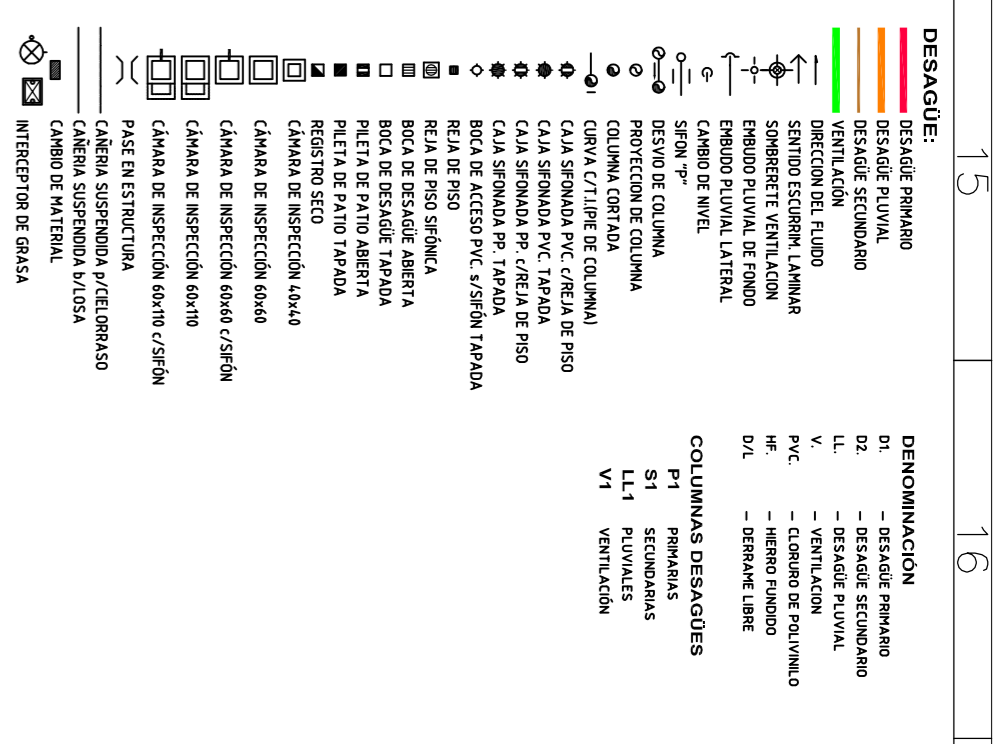 15
16
DESAGÜE:
DESAGÜE PRIMARIO
DESAGÜE PLUVIAL
DESAGÜE SECUNDARIO
VENTILACIÓN
DIRECCION DEL FLUIDO
SENTIDO ESCURRIM. LAMINAR
SOMBRERETE VENTILACION
EMBUDO PLUVIAL DE FONDO
EMBUDO PLUVIAL LATERAL
CAMBIO DE NIVEL
SIFON "P"
DESVIO DE COLUMNA
PROYECCION DE COLUMNA
COLUMNA CORTADA
CURVA C/T.I.(PIE DE COLUMNA)
CAJA SIFONADA PVC. c/REJA DE PISO
CAJA SIFONADA PVC. TAPADA
CAJA SIFONADA PP. c/REJA DE PISO
CAJA SIFONADA PP. TAPADA
BOCA DE ACCESO PVC. s/SIFÓN TAPADA
REJA DE PISO
REJA DE PISO SIFÓNICA
BOCA DE DESAGÜE ABIERTA
BOCA DE DESAGÜE TAPADA
PILETA DE PATIO ABIERTA
PILETA DE PATIO TAPADA
REGISTRO SECO
CÁMARA DE INSPECCIÓN 40x40
CÁMARA DE INSPECCIÓN 60x60
CÁMARA DE INSPECCIÓN 60x60 c/SIFÓN
CÁMARA DE INSPECCIÓN 60x110
CÁMARA DE INSPECCIÓN 60x110 c/SIFÓN
PASE EN ESTRUCTURA
CAÑERIA SUSPENDIDA p/CIELORRASO
CAÑERIA SUSPENDIDA b/LOSA
CAMBIO DE MATERIAL
INTERCEPTOR DE GRASA
DENOMINACIÓN
D1. – DESAGÜE PRIMARIO
D2. – DESAGÜE SECUNDARIO
LL. – DESAGÜE PLUVIAL
V. – VENTILACION
PVC. – CLORURO DE POLIVINILO
HF. – HIERRO FUNDIDO
D/L – DERRAME LIBRE
COLUMNAS DESAGÜES
P1 PRIMARIAS
S1 SECUNDARIAS
LL1 PLUVIALES
V1 VENTILACIÓN